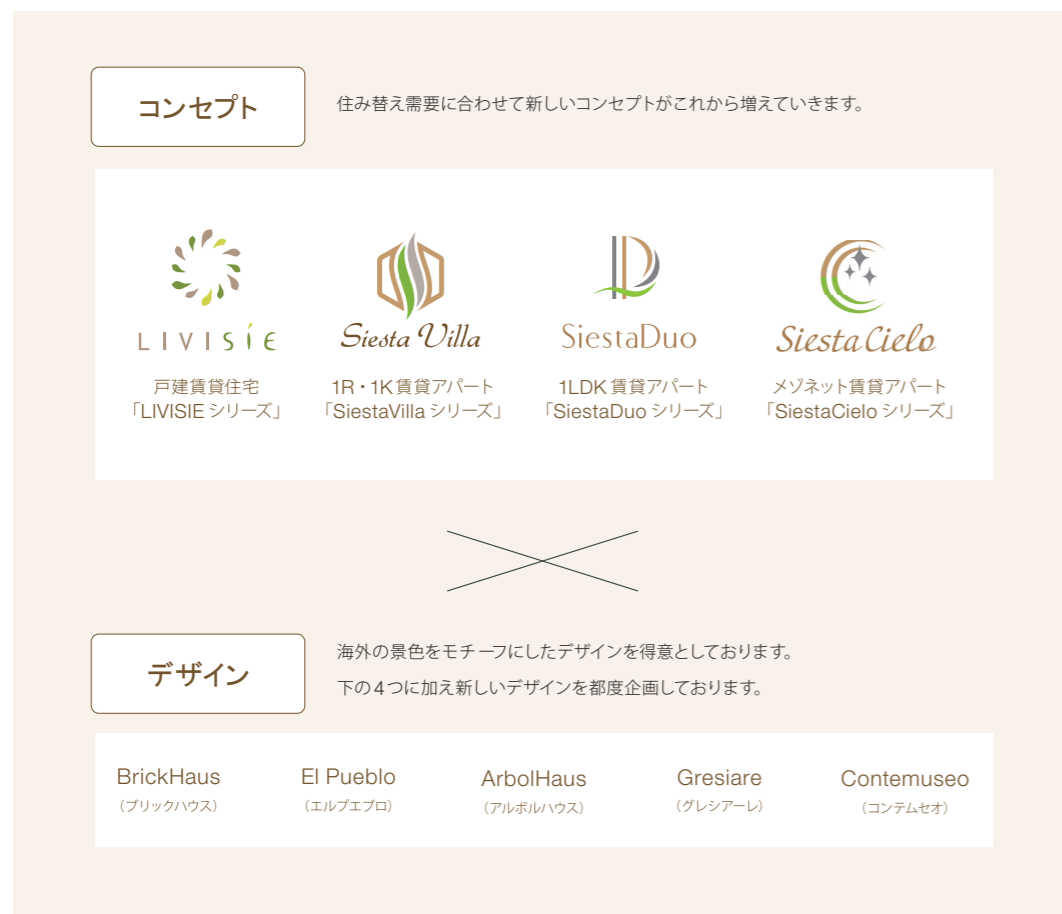 コンセプト
住み替え需要に合わせて新しいコンセプトがこれから増えていきます。
LIVISíE
Siesta Villa
SiestaDuo
Siesta Cielo
戸建賃貸住宅
「LIVISIE シリーズ」
1R・1K 賃貸アパート
「SiestaVilla シリーズ」
1LDK 賃貸アパート
「SiestaDuo シリーズ」
メゾネット賃貸アパート
「SiestaCielo シリーズ」
デザイン
海外の景色をモチーフにしたデザインを得意としております。
下の4つに加え新しいデザインを都度企画しております。
BrickHaus
（ブリックハウス）
El Pueblo
（エルプエブロ）
ArbolHaus
（アルボルハウス）
Gresiare
（グレシアーレ）
Contemuseo
（コンテムセオ）